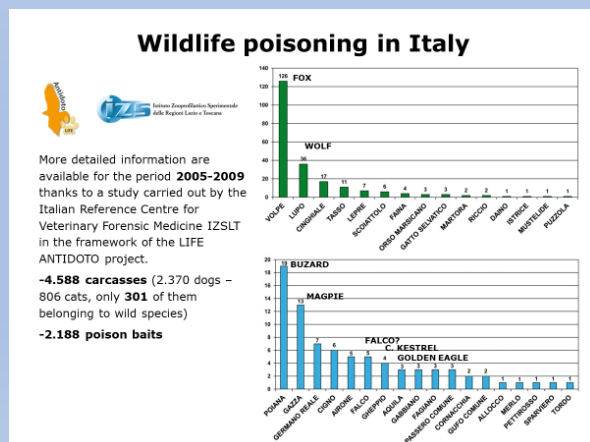 Wildlife poisoning in Italy
Antidoto
LIFE
izs
Istituto Zooprofilattico Sperimentale
delle Regioni Lazio e Toscana
More detailed information are
available for the period 2005-2009
thanks to a study carried out by the
Italian Reference Centre for
Veterinary Forensic Medicine IZSLT
in the framework of the LIFE
ANTIDOTO project.
-4.588 carcasses (2.370 dogs –
806 cats, only 301 of them
belonging to wild species)
-2.188 poison baits
140
120
100
80
60
40
20
0
126 FOX
WOLF
36
17
11
7
6
4
3
3
2
2
1
1
1
1
VOLPE
LUPO
CINGHIALE
TASSO
LEPRE
SCOIATTOLO
FAINA
ORSO MARSICANO
GATTO SELVATICO
MARTORA
RICCIO
DAINO
ISTRICE
MUSTELIDE
PUZZOLA
20
18
16
14
12
10
8
6
4
2
0
19 BUZARD
MAGPIE
13
7
6
5
5
4
3
3
3
3
2
2
1
1
1
1
1
FALCO?
C. KESTREL
GOLDEN EAGLE
POIANA
GAZZA
GERMANO REALE
CIGNO
AIRONE
FALCO
GHEPPIO
AQUILA
GABBIANO
FAGIANO
PASSERO COMUNE
CORNACCHIA
GUFO COMUNE
ALLOCCO
MERLO
PETTIROSSO
SPARVIERO
TORDO